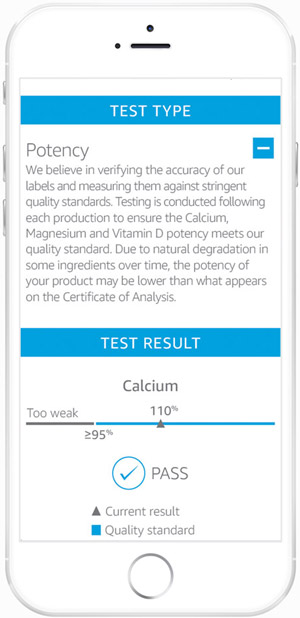 TEST TYPE
Potency
We believe in verifying the accuracy of our
labels and measuring them against stringent
quality standards. Testing is conducted following
each production to ensure the Calcium,
Magnesium and Vitamin D potency meets our
quality standard. Due to natural degradation in
some ingredients over time, the potency of
your product may be lower than what appears
on the Certificate of Analysis.
TEST RESULT
Calcium
Too weak 110%
≥95%
PASS
Current result
Quality standard